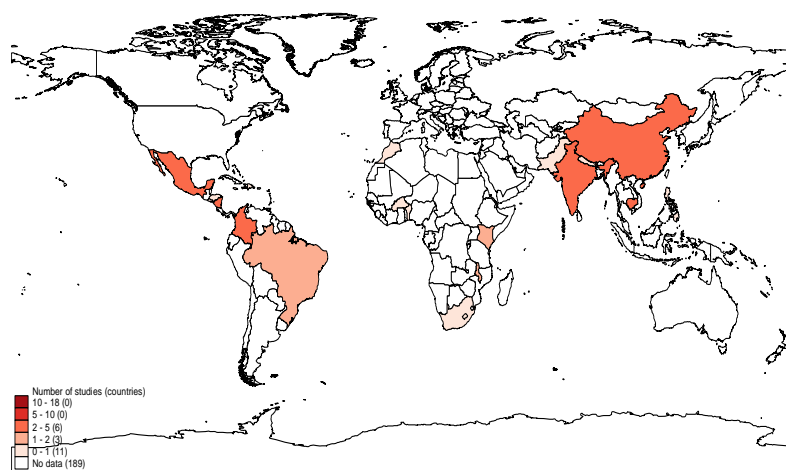 Number of studies (countries)
10 - 18 (0)
5 - 10 (0)
2 - 5 (6)
1 - 2 (3)
0 - 1 (11)
No data (189)